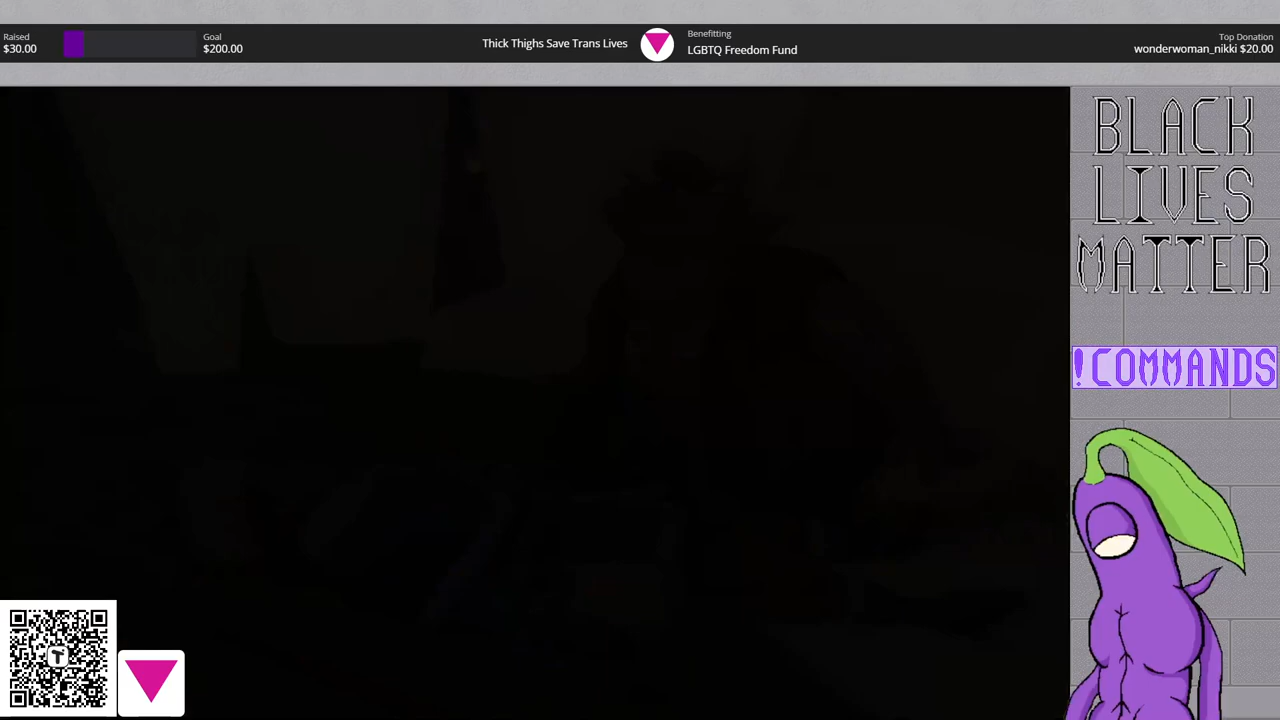 Raised
$30.00
Goal
$200.00
Thick Thighs Save Trans Lives
Benefitting
LGBTQ Freedom Fund
Top Donation
wonderwoman_nikki $20.00
BLACK
LIVES
MATTER
!COMMANDS
T